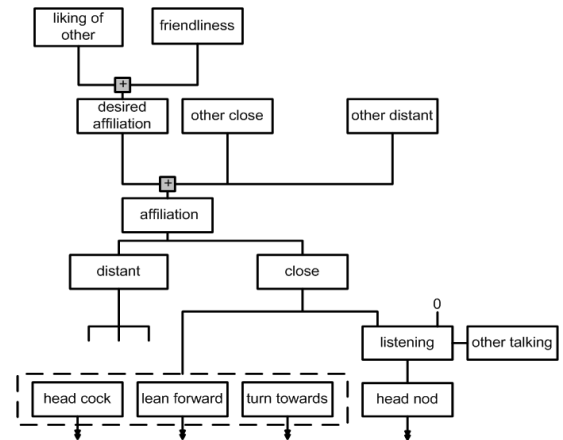 liking of
other
friendliness
+
desired
affiliation
other close
other distant
+
affiliation
distant
close
0
listening
other talking
head cock
lean forward
turn towards
head nod